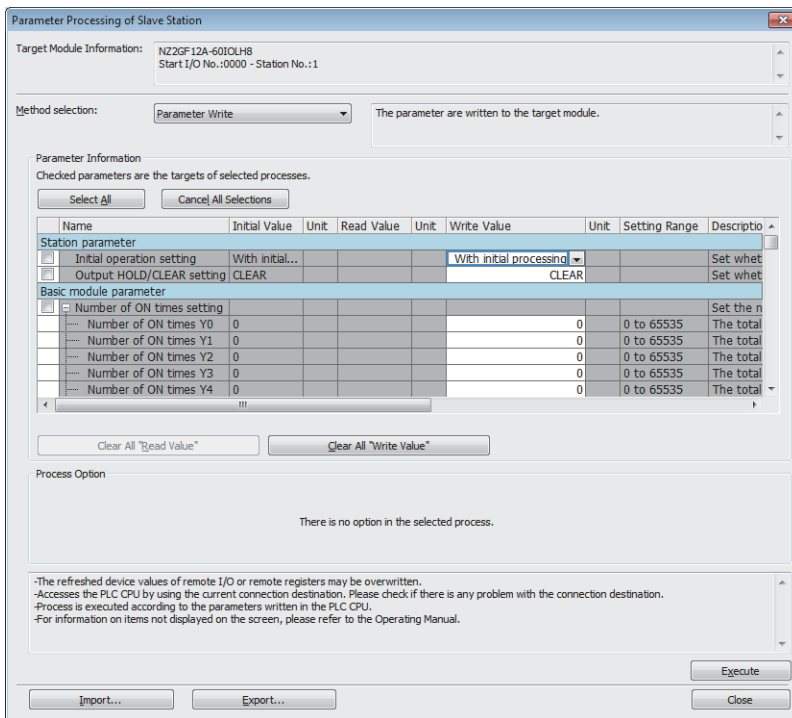 Parameter Processing of Slave Station
Target Module Information: NZ2GF12A-60IOLH8
Start I/O No.:0000 - Station No.:1
Method selection: Parameter Write The parameter are written to the target module.
Parameter Information
Checked parameters are the targets of selected processes.
Select All Cancel All Selections
Name Initial Value Unit Read Value Unit Write Value Unit Setting Range Descriptio
Station parameter
Initial operation setting With initial... With initial processing Set whet
Output HOLD/CLEAR setting CLEAR CLEAR Set whet
Basic module parameter
Number of ON times setting Set the n
Number of ON times Y0 0 0 0 to 65535 The total
Number of ON times Y1 0 0 0 to 65535 The total
Number of ON times Y2 0 0 0 to 65535 The total
Number of ON times Y3 0 0 0 to 65535 The total
Number of ON times Y4 0 0 0 to 65535 The total
Clear All "Read Value" Clear All "Write Value"
Process Option
There is no option in the selected process.
-The refreshed device values of remote I/O or remote registers may be overwritten.
-Accesses the PLC CPU by using the current connection destination. Please check if there is any problem with the connection destination.
-Process is executed according to the parameters written in the PLC CPU.
-For information on items not displayed on the screen, please refer to the Operating Manual.
Execute
Import... Export... Close